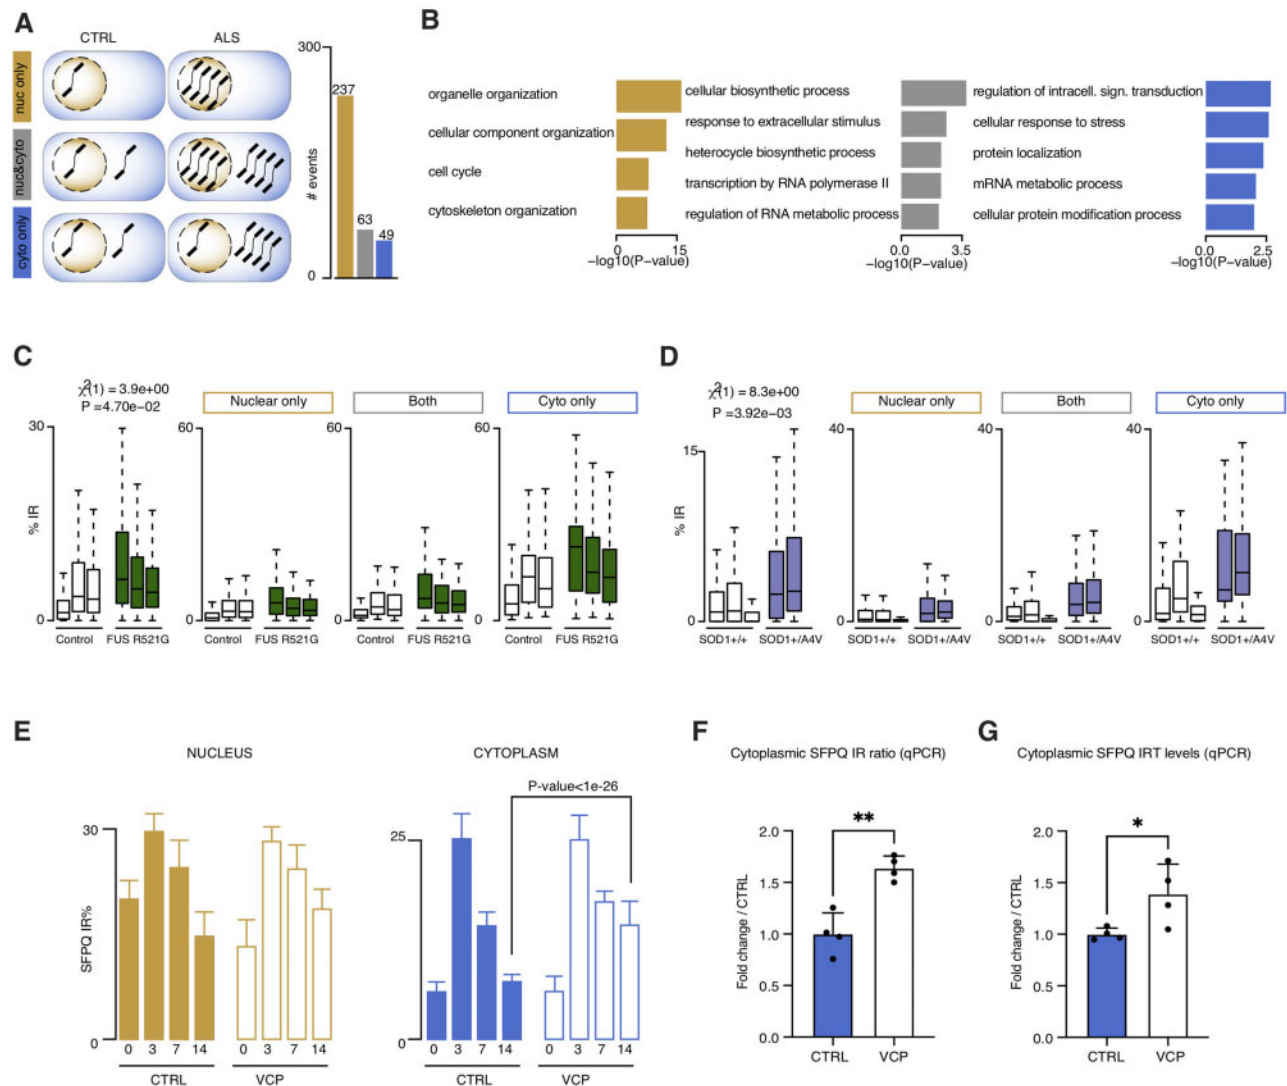 A
CTRL
ALS
nuc only
nuc&cyto
cyto only
# events
300
0
237
63
49
B
organelle organization
cellular component organization
cell cycle
cytoskeleton organization
0
15
−log10(P−value)
cellular biosynthetic process
response to extracellular stimulus
heterocycle biosynthetic process
transcription by RNA polymerase II
regulation of RNA metabolic process
0.0
3.5
−log10(P−value)
regulation of intracell. sign. transduction
cellular response to stress
protein localization
mRNA metabolic process
cellular protein modification process
0.0
2.5
−log10(P−value)
C
χ2(1) = 3.9e+00
P =4.70e−02
Nuclear only
Both
Cyto only
% IR
30
0
60
0
60
0
60
0
Control
FUS R521G
Control
FUS R521G
Control
FUS R521G
Control
FUS R521G
D
χ2(1) = 8.3e+00
P =3.92e−03
Nuclear only
Both
Cyto only
% IR
15
0
40
0
40
0
40
0
SOD1+/+
SOD1+/A4V
SOD1+/+
SOD1+/A4V
SOD1+/+
SOD1+/A4V
SOD1+/+
SOD1+/A4V
E
NUCLEUS
SFPQ IR%
30
0
0 3 7 14
0 3 7 14
CTRL
VCP
CYTOPLASM
P-value<1e-26
25
0
0 3 7 14
0 3 7 14
CTRL
VCP
F
Cytoplasmic SFPQ IR ratio (qPCR)
**
Fold change / CTRL
2.0
1.5
1.0
0.5
0.0
CTRL
VCP
G
Cytoplasmic SFPQ IRT levels (qPCR)
*
Fold change / CTRL
2.0
1.5
1.0
0.5
0.0
CTRL
VCP